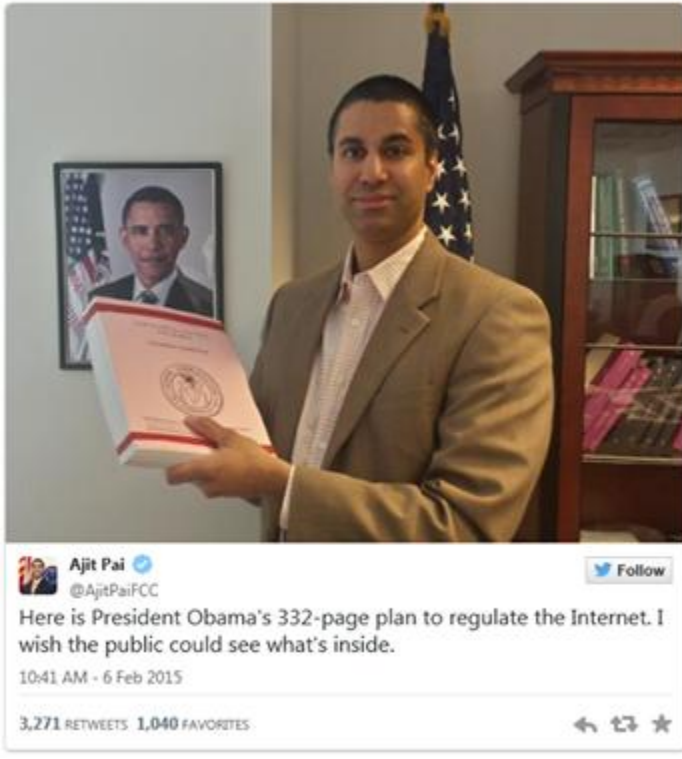 Ajit Pai
@AjitPaiFCC
Follow
Here is President Obama's 332-page plan to regulate the Internet. I
wish the public could see what's inside.
10:41 AM - 6 Feb 2015
3,271 RETWEETS 1,040 FAVORITES